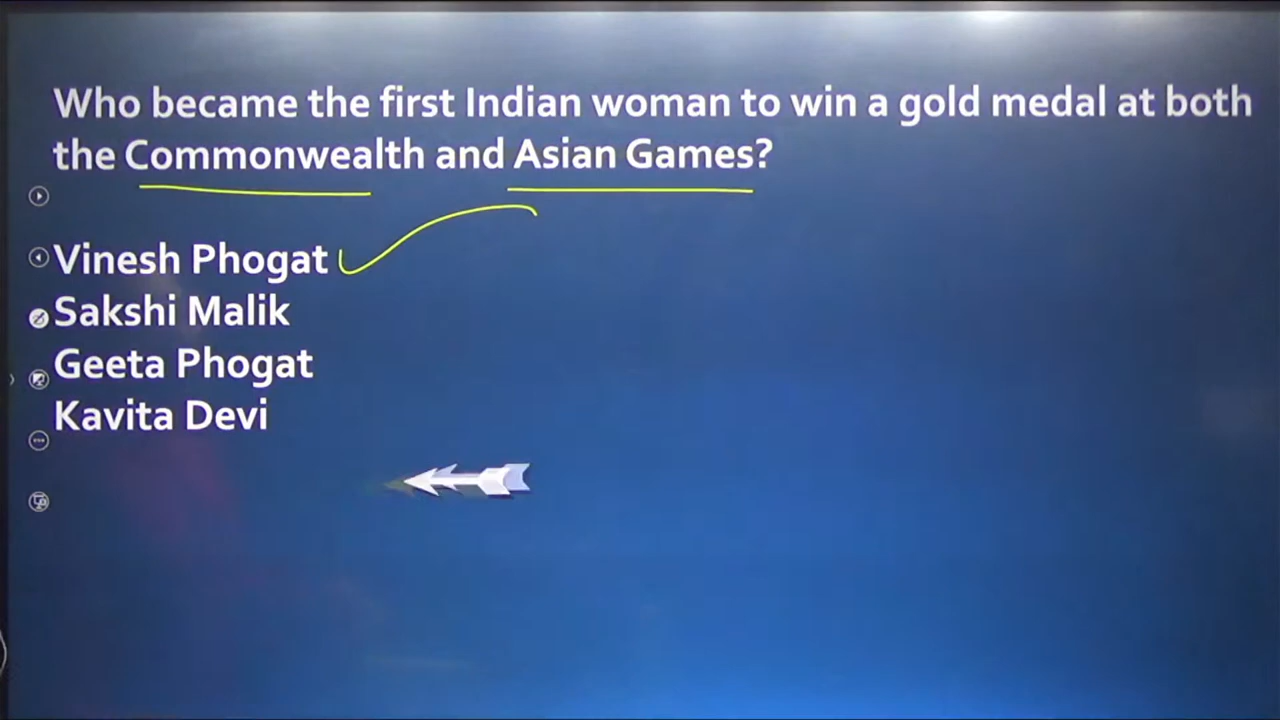 Who became the first Indian woman to win a gold medal at both
the Commonwealth and Asian Games?
Vinesh Phogat
Sakshi Malik
Geeta Phogat
Kavita Devi